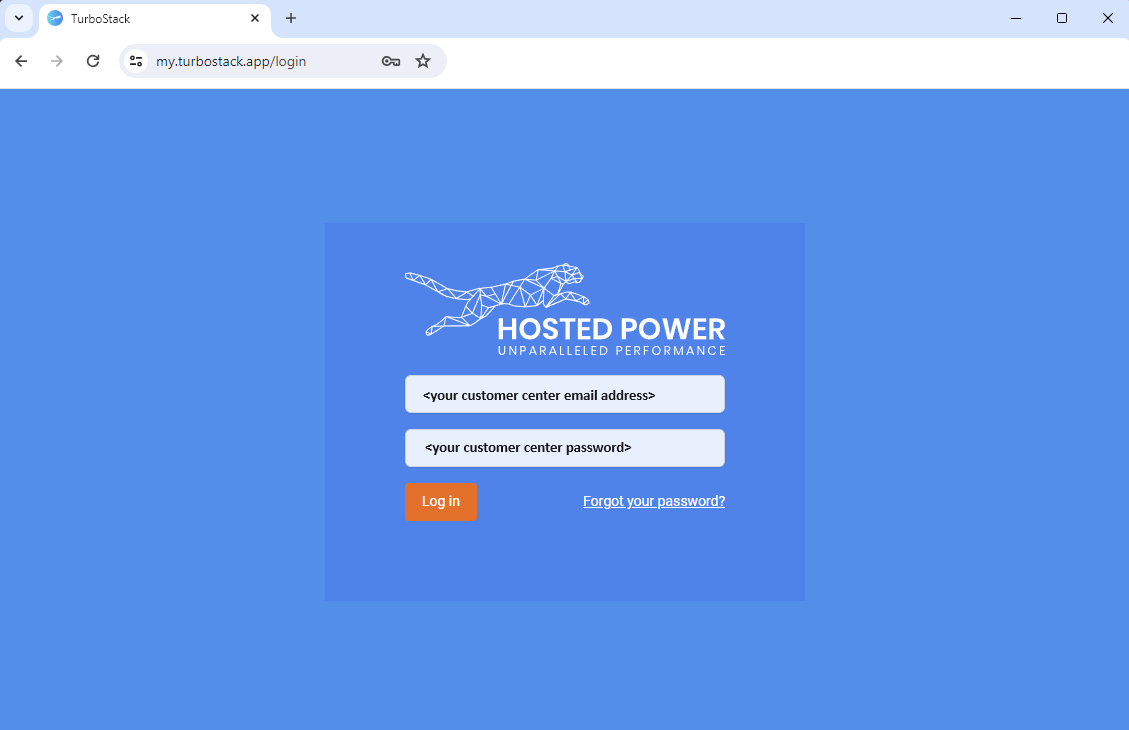 TurboStack
my.turbostack.app/login
HOSTED POWER
UNPARALLELED PERFORMANCE
<your customer center email address>
<your customer center password>
Log in
Forgot your password?